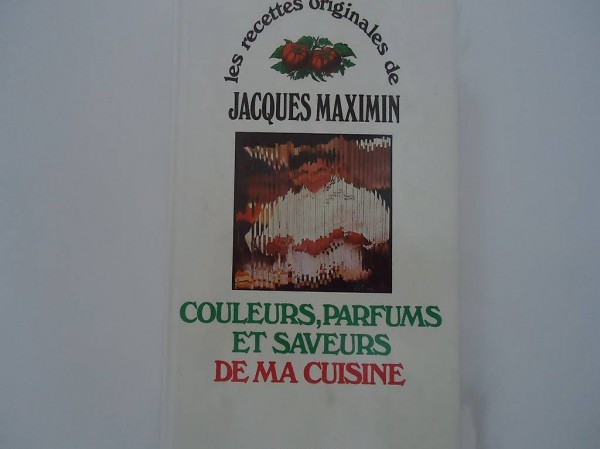 les recettes originales de
JACQUES MAXIMIN
COULEURS, PARFUMS
ET SAVEURS
DE MA CUISINE